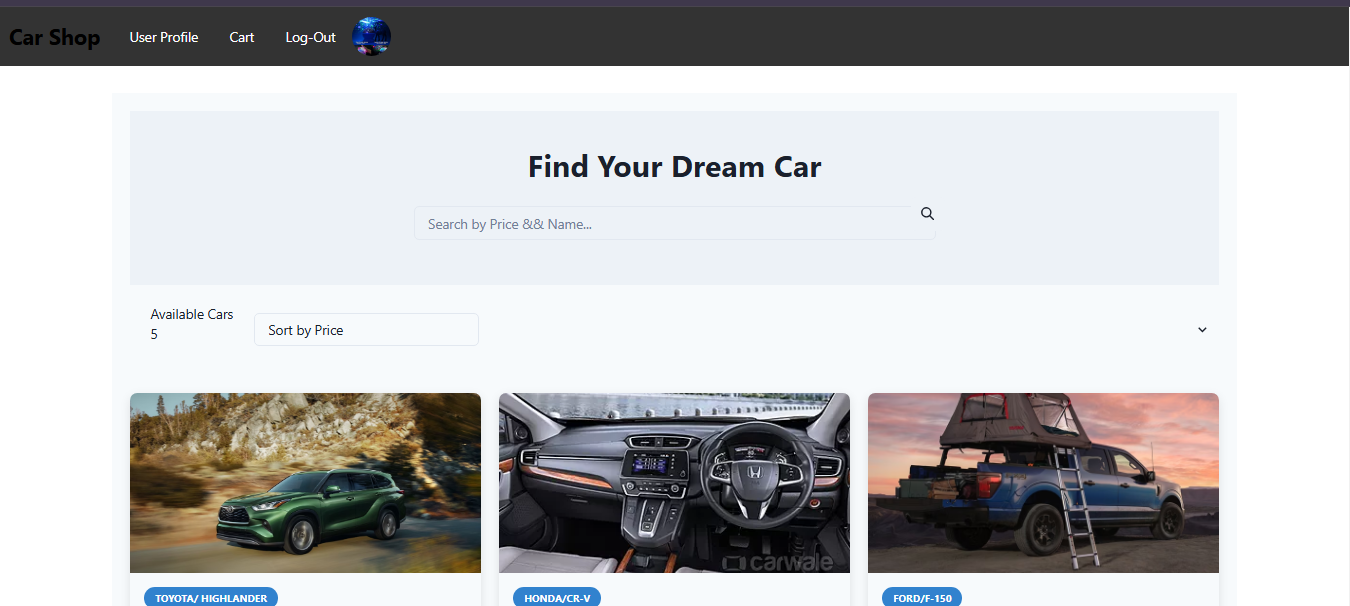 Car Shop User Profile Cart Log-Out
Find Your Dream Car
Search by Price && Name...
Available Cars
5
Sort by Price
carwale
TOYOTA/ HIGHLANDER HONDA/CR-V FORD/F-150